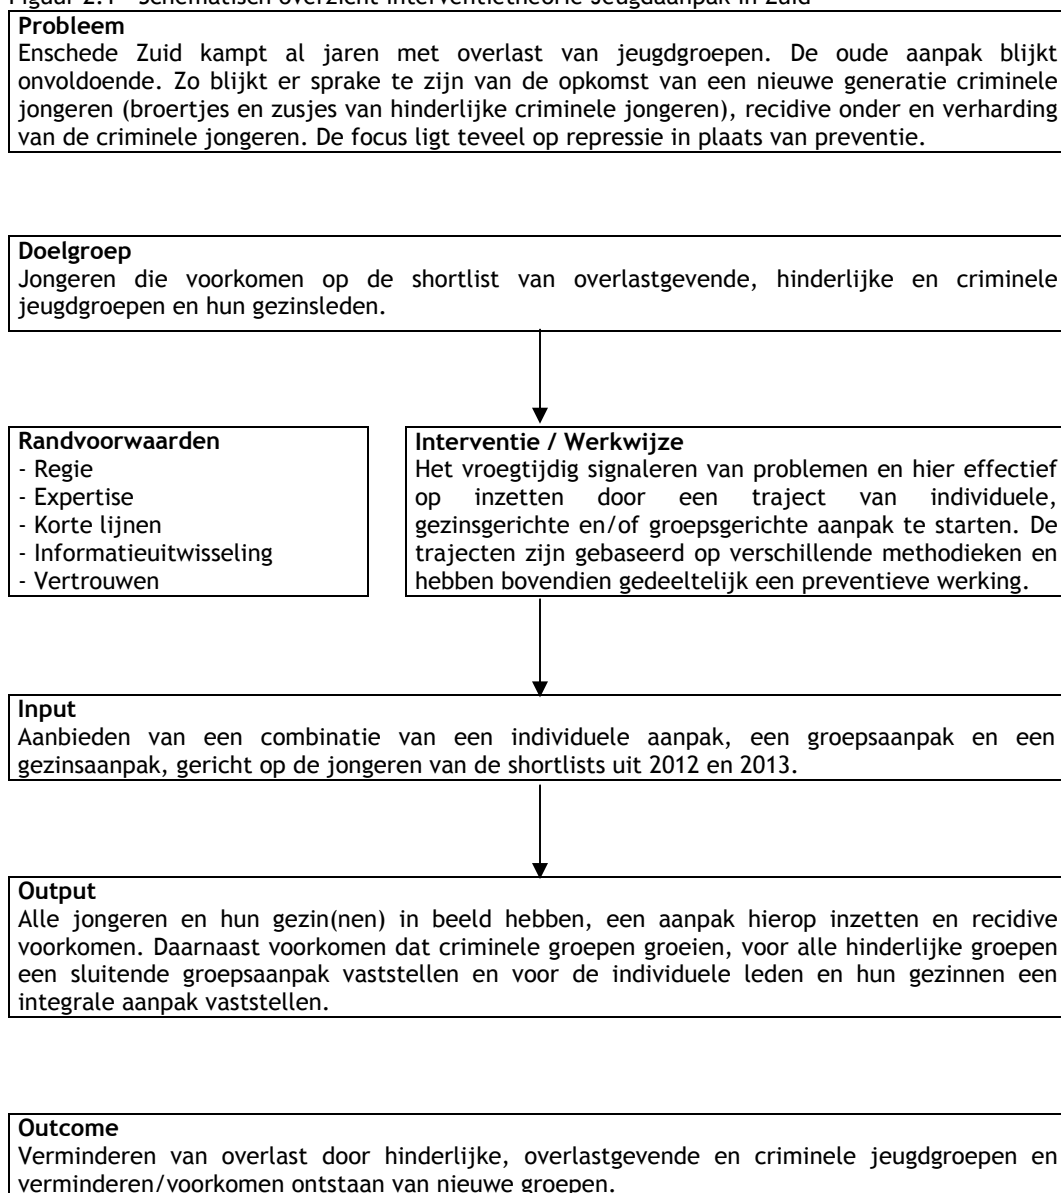 Figuur 2.1 Schematisch overzicht interventietheorie Jeugdaanpak in Zuid
Probleem
Enschede Zuid kampt al jaren met overlast van jeugdgroepen. De oude aanpak blijkt
onvoldoende. Zo blijkt er sprake te zijn van de opkomst van een nieuwe generatie criminele
jongeren (broertjes en zusjes van hinderlijke criminele jongeren), recidive onder en verharding
van de criminele jongeren. De focus ligt teveel op repressie in plaats van preventie.
Doelgroep
Jongeren die voorkomen op de shortlist van overlastgevende, hinderlijke en criminele
jeugdgroepen en hun gezinsleden.
Randvoorwaarden
- Regie
- Expertise
- Korte lijnen
- Informatieuitwisseling
- Vertrouwen
Interventie / Werkwijze
Het vroegtijdig signaleren van problemen en hier effectief
op inzetten door een traject van individuele,
gezinsgerichte en/of groepsgerichte aanpak te starten. De
trajecten zijn gebaseerd op verschillende methodieken en
hebben bovendien gedeeltelijk een preventieve werking.
Input
Aanbieden van een combinatie van een individuele aanpak, een groepsaanpak en een
gezinsaanpak, gericht op de jongeren van de shortlists uit 2012 en 2013.
Output
Alle jongeren en hun gezin(nen) in beeld hebben, een aanpak hierop inzetten en recidive
voorkomen. Daarnaast voorkomen dat criminele groepen groeien, voor alle hinderlijke groepen
een sluitende groepsaanpak vaststellen en voor de individuele leden en hun gezinnen een
integrale aanpak vaststellen.
Outcome
Verminderen van overlast door hinderlijke, overlastgevende en criminele jeugdgroepen en
verminderen/voorkomen ontstaan van nieuwe groepen.